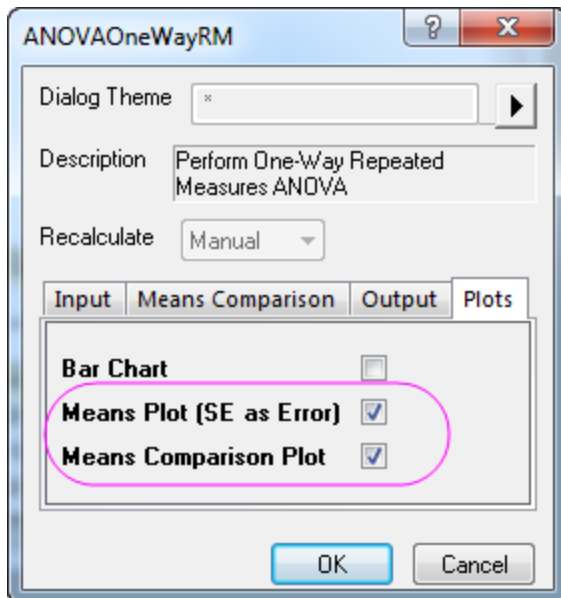 ANOVAOneWayRM
Dialog Theme *
Description Perform One-Way Repeated
Measures ANOVA
Recalculate Manual
Input Means Comparison Output Plots
Bar Chart
Means Plot (SE as Error)
Means Comparison Plot
OK Cancel